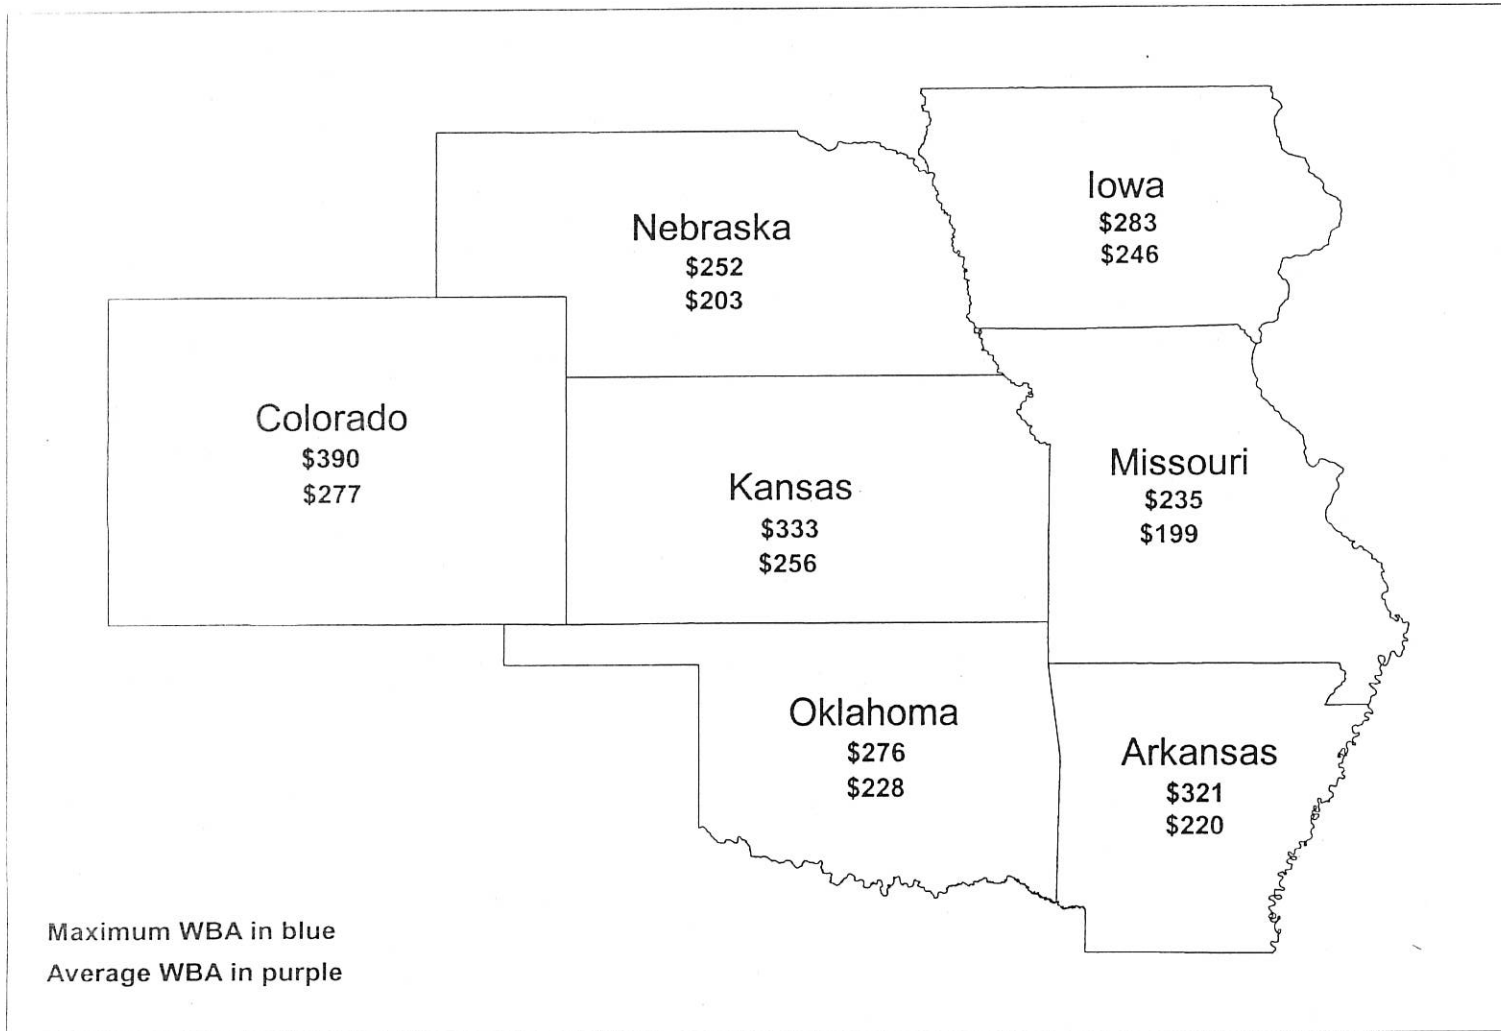 Iowa
$283
$246
Nebraska
$252
$203
Colorado
$390
$277
Kansas
$333
$256
Missouri
$235
$199
Oklahoma
$276
$228
Arkansas
$321
$220
Maximum WBA in blue
Average WBA in purple